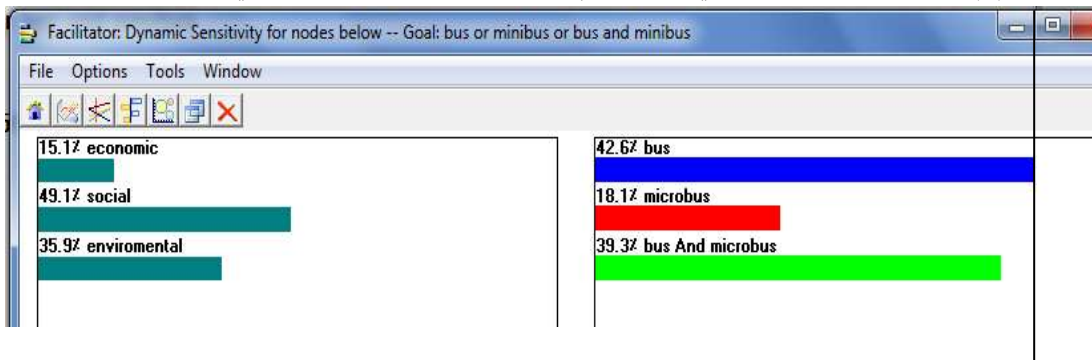 Facilitator: Dynamic Sensitivity for nodes below -- Goal: bus or minibus or bus and minibus
File Options Tools Window
15.1% economic
49.1% social
35.9% enviromental
42.6% bus
18.1% microbus
39.3% bus And microbus